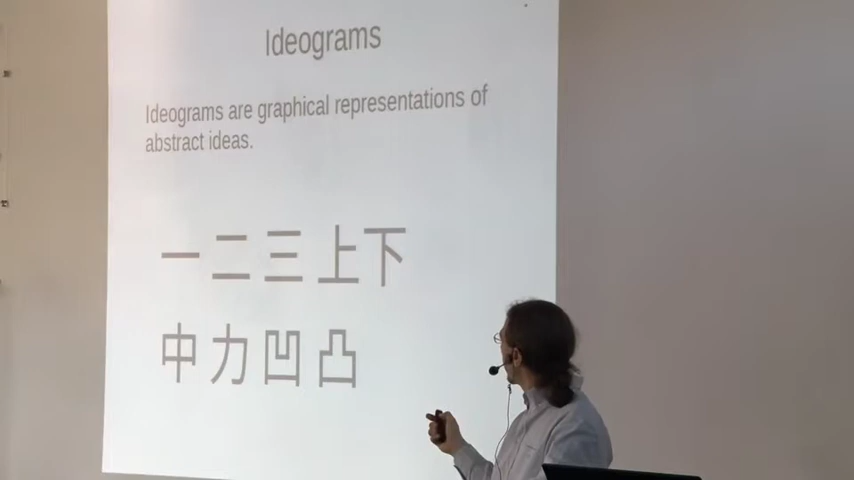 Ideograms
Ideograms are graphical representations of
abstract ideas.
一 二 三 上 下
中 力 凹 凸